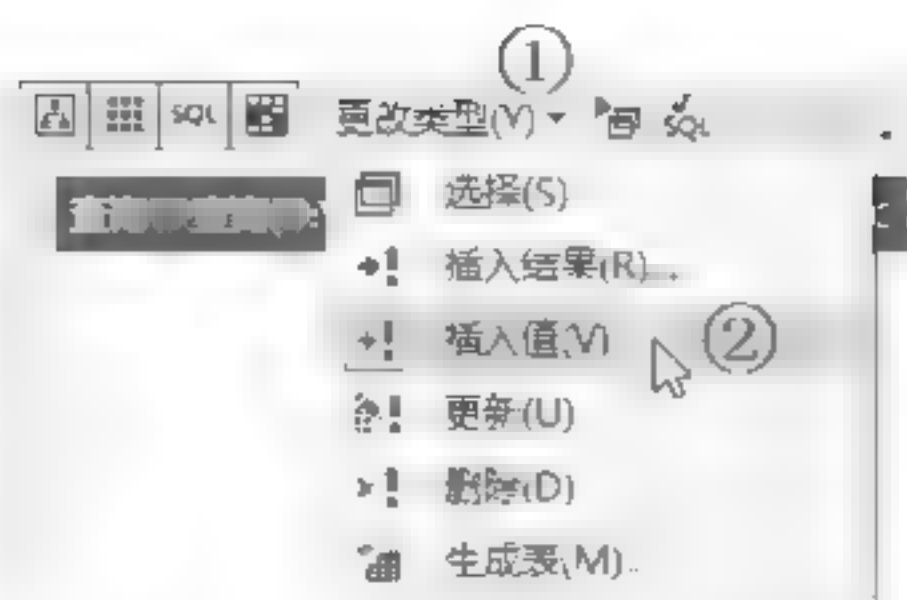 ①
SQL 更改类型(Y) SQL
选择(S)
插入结果(R)...
插入值(V) ②
更新(U)
删除(D)
生成表(M)...